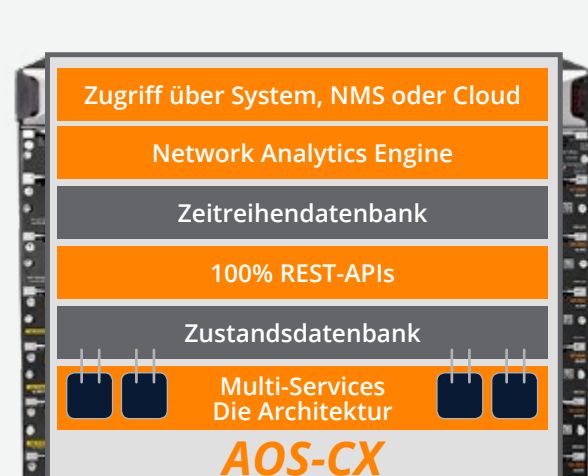 Zugriff über System, NMS oder Cloud
Network Analytics Engine
Zeitreihendatenbank
100% REST-APIs
Zustandsdatenbank
Multi-Services
Die Architektur
AOS-CX